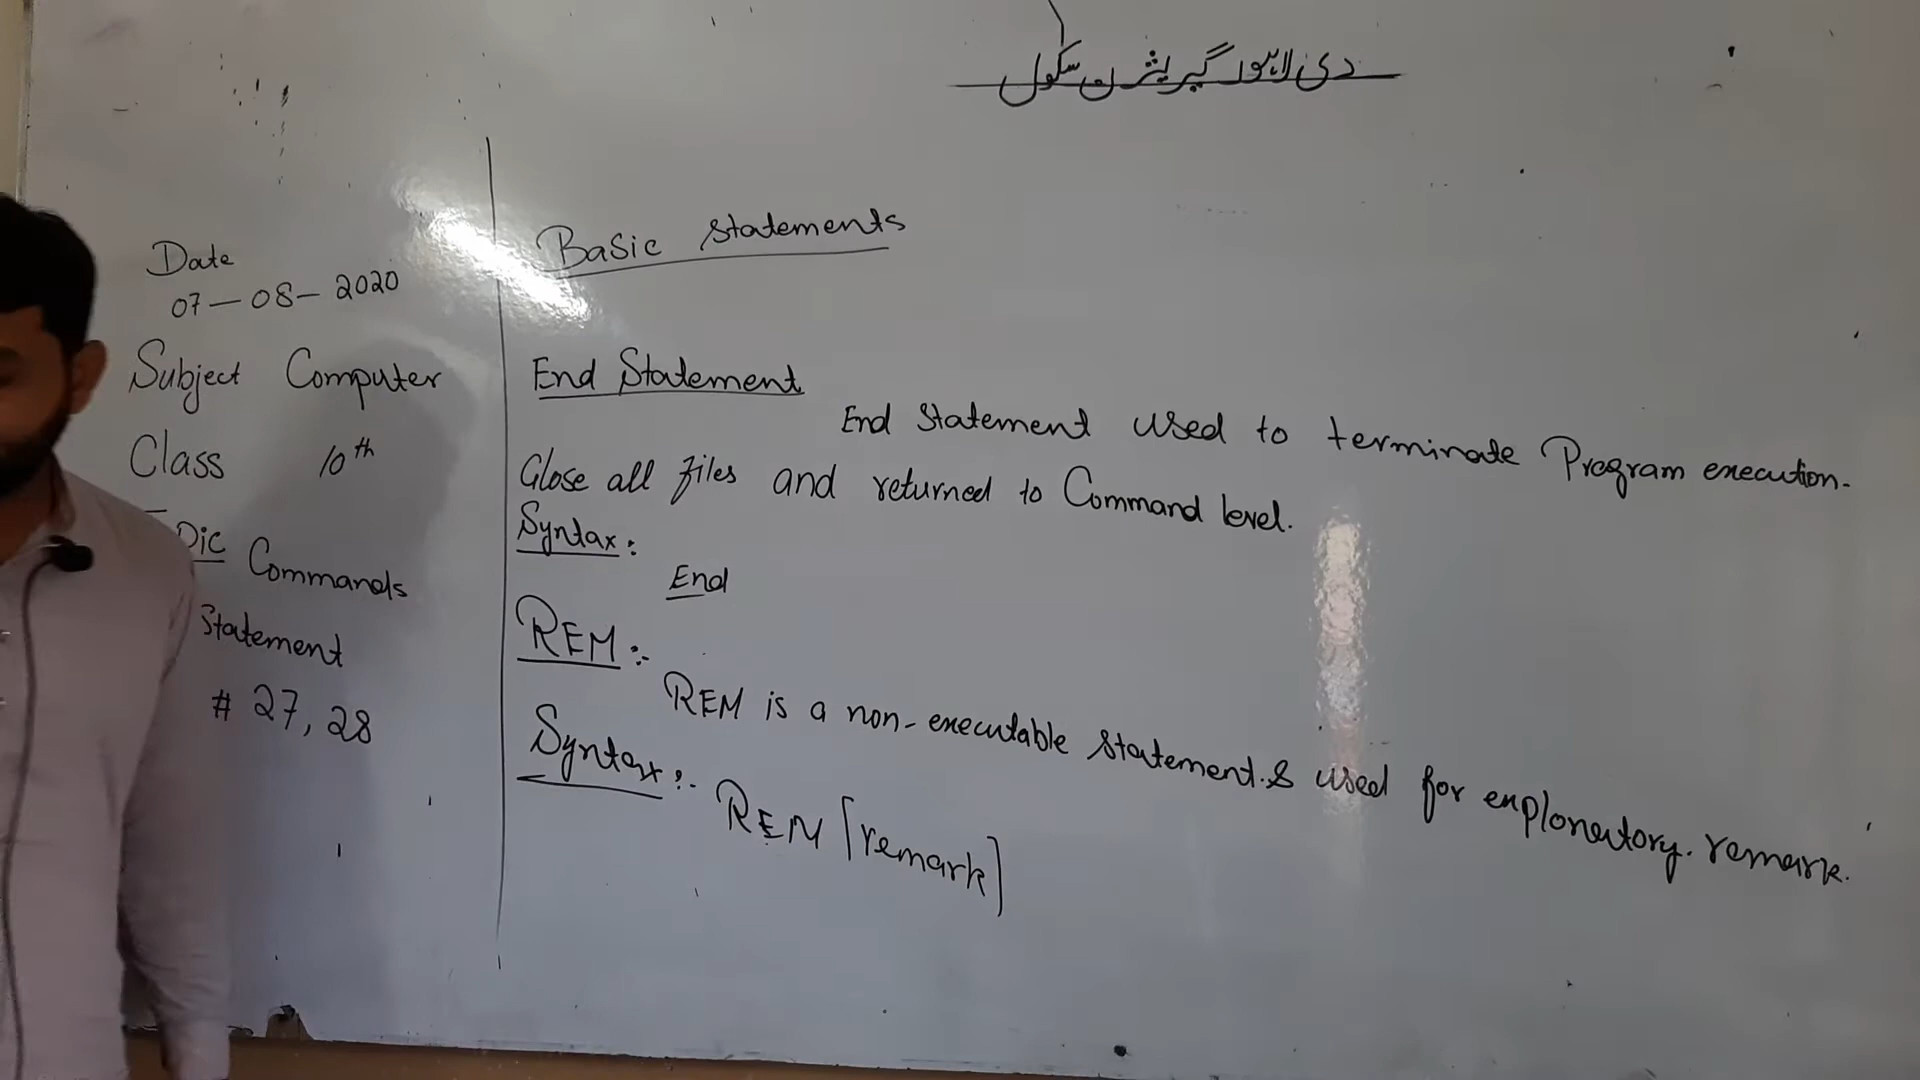 دی لاہور گیریژن سکول
Date
07-08-2020
Subject Computer
Class 10th
pic Commands
Statement
# 27, 28
Basic statements
End Statement
End Statement used to terminate Program execution.
Close all files and returned to Command level.
Syntax:
End
REM:-
REM is a non-executable statement. & used for explonatory. remark.
Syntax:- REM [remark]